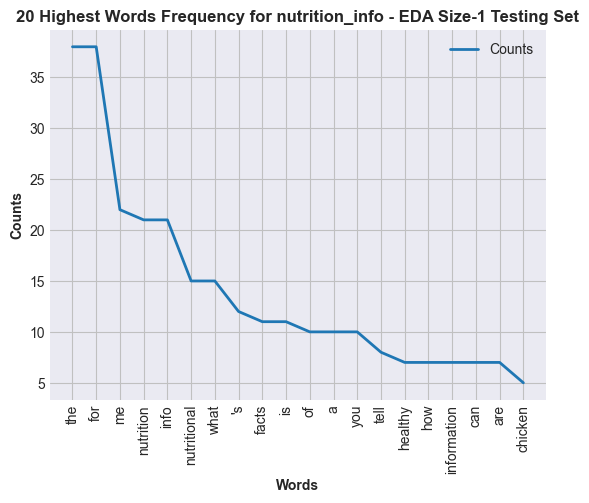 20 Highest Words Frequency for nutrition_info - EDA Size-1 Testing Set
Counts
35
30
25
20
15
10
5
Counts
the
for
me
nutrition
info
nutritional
what
's
facts
is
of
a
you
tell
healthy
how
information
can
are
chicken
Words